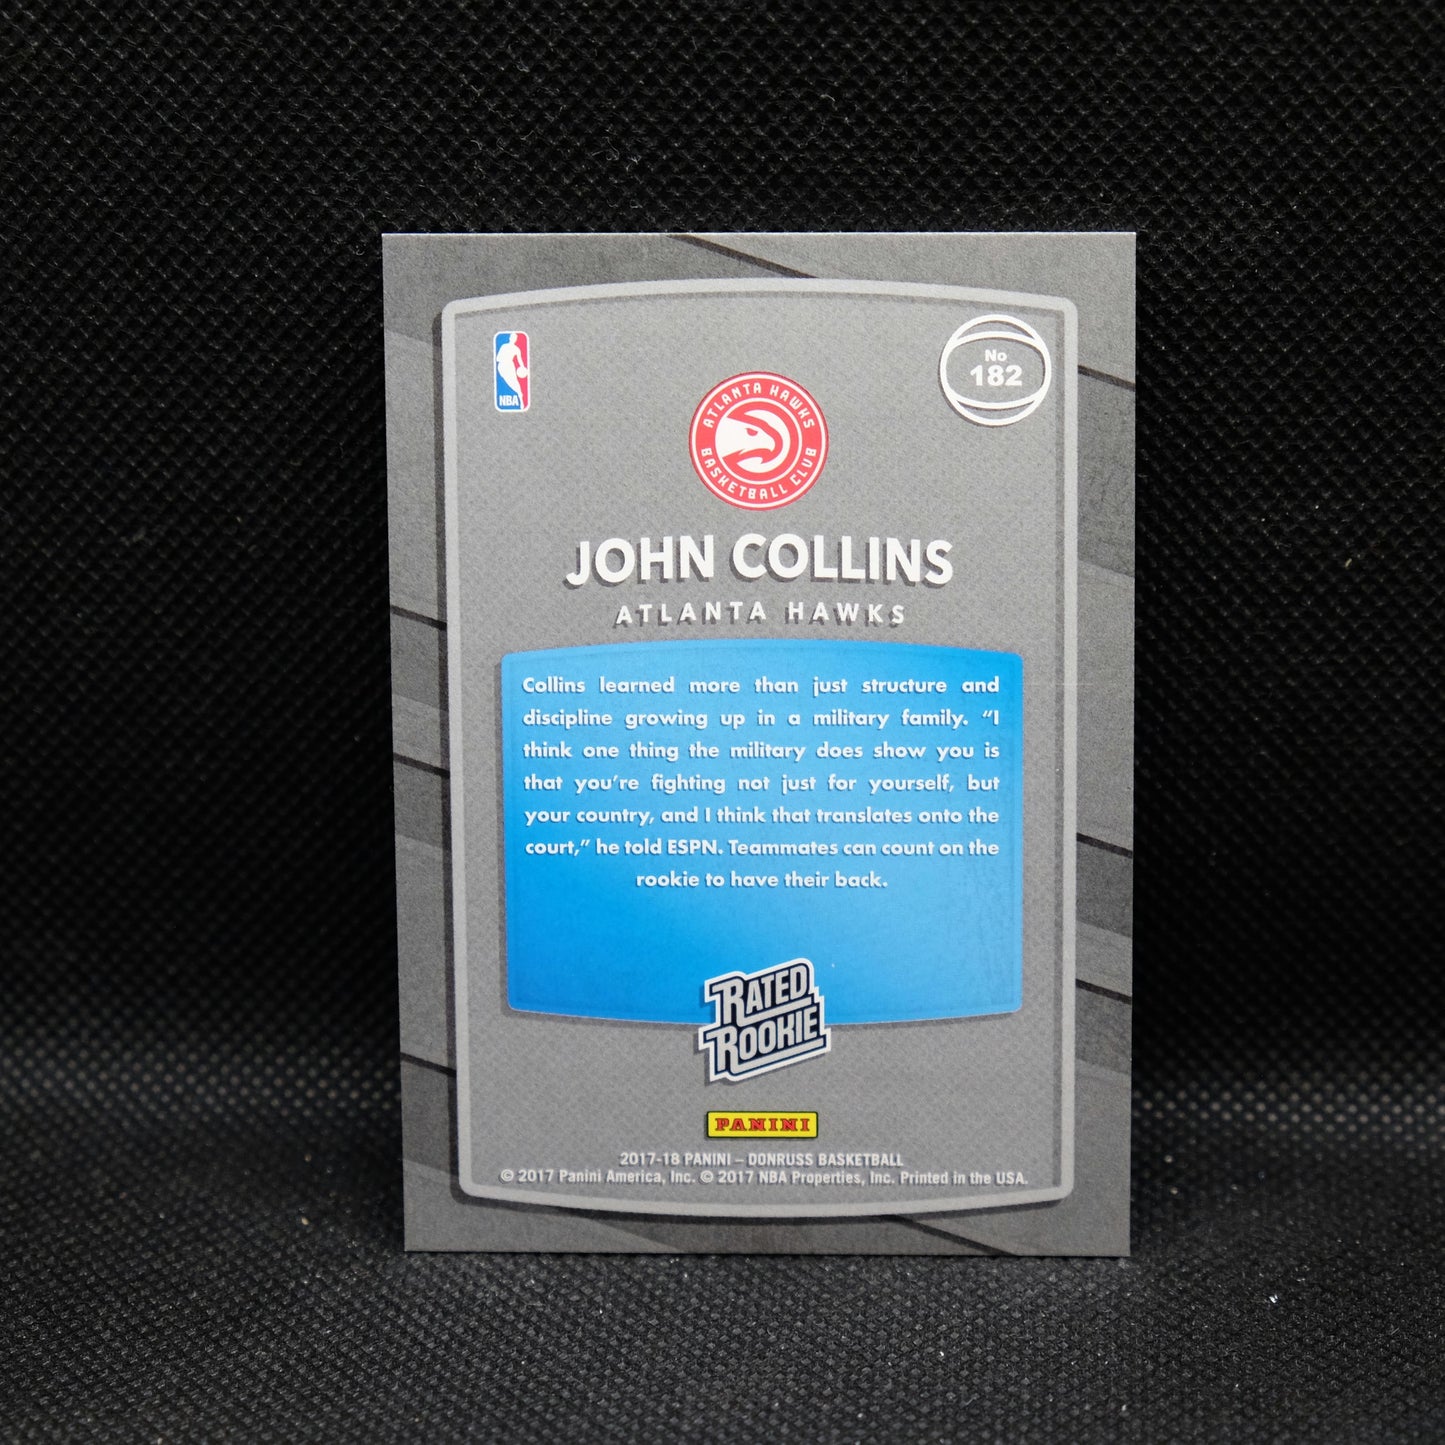 NBA
No
182
ATLANTA HAWKS
BASKETBALL CLUB
JOHN COLLINS
ATLANTA HAWKS
Collins learned more than just structure and
discipline growing up in a military family. “I
think one thing the military does show you is
that you’re fighting not just for yourself, but
your country, and I think that translates onto the
court,” he told ESPN. Teammates can count on the
rookie to have their back.
RATED
ROOKIE
PANINI
2017-18 PANINI – DONRUSS BASKETBALL
© 2017 Panini America, Inc. © 2017 NBA Properties, Inc. Printed in the USA.